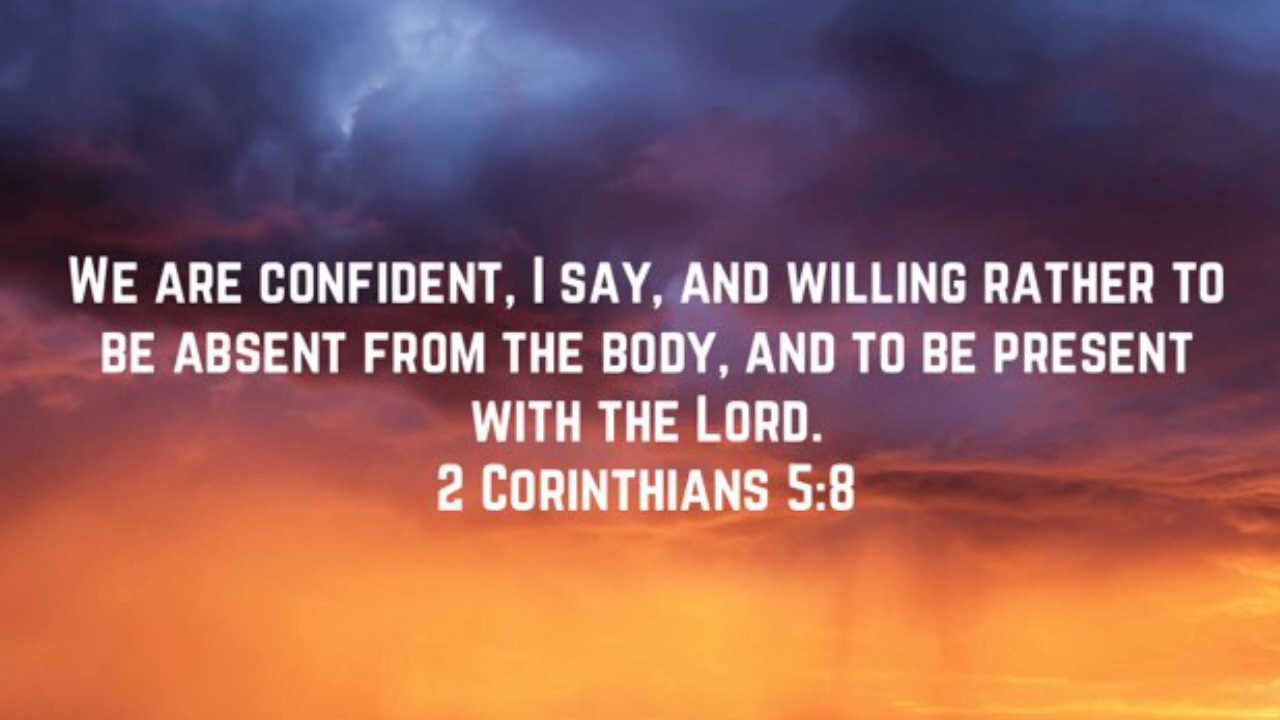 We are confident, I say, and willing rather to
be absent from the body, and to be present
with the Lord.
2 Corinthians 5:8